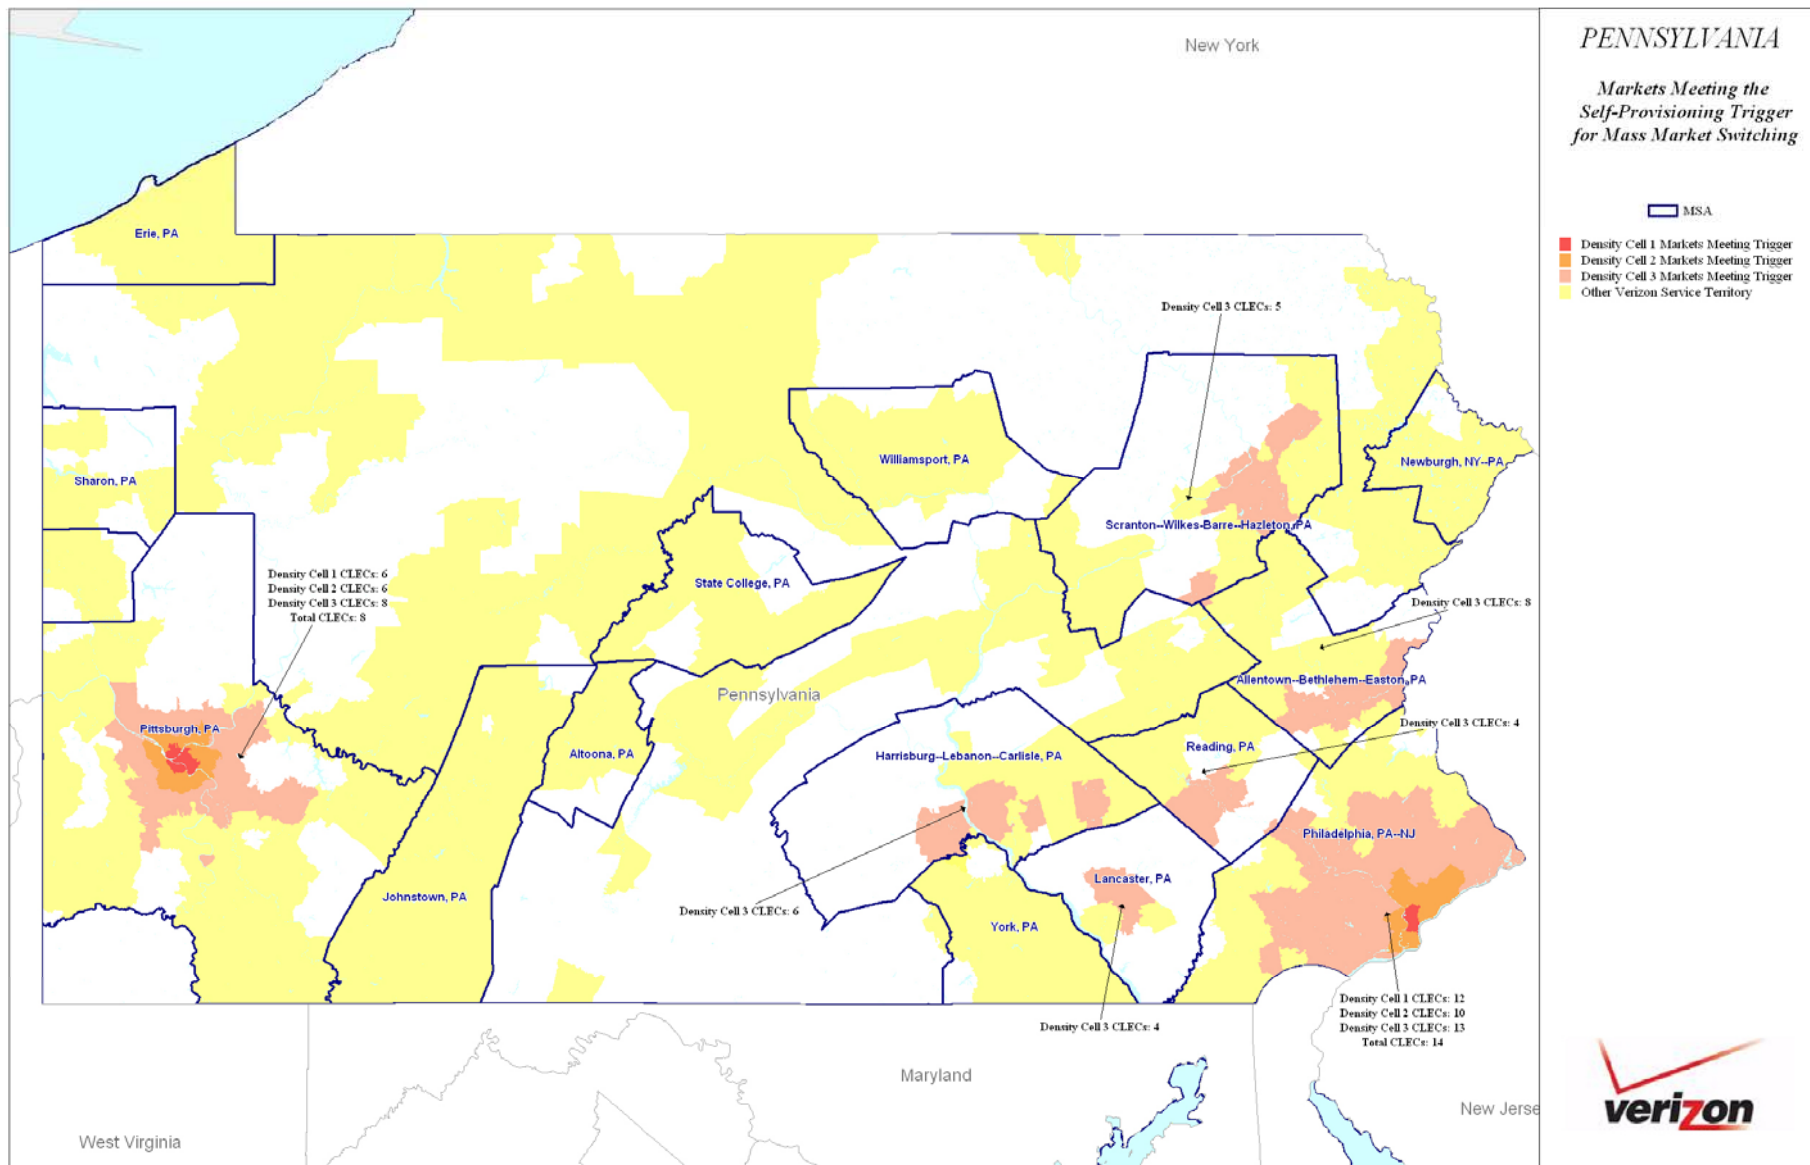 New York
PENNSYLVANIA
Markets Meeting the
Self-Provisioning Trigger
for Mass Market Switching
MSA
Density Cell 1 Markets Meeting Trigger
Density Cell 2 Markets Meeting Trigger
Density Cell 3 Markets Meeting Trigger
Other Verizon Service Territory
Erie, PA
Density Cell 3 CLECs: 5
Williamsport, PA
Newburgh, NY--PA
Sharon, PA
Scranton--Wilkes-Barre--Hazleton, PA
Density Cell 1 CLECs: 6
Density Cell 2 CLECs: 6
Density Cell 3 CLECs: 8
Total CLECs: 8
State College, PA
Density Cell 3 CLECs: 8
Allentown--Bethlehem--Easton, PA
Pennsylvania
Density Cell 3 CLECs: 4
Pittsburgh, PA
Altoona, PA
Harrisburg--Lebanon--Carlisle, PA
Reading, PA
Philadelphia, PA--NJ
Lancaster, PA
Johnstown, PA
Density Cell 3 CLECs: 6
York, PA
Density Cell 3 CLECs: 4
Density Cell 1 CLECs: 12
Density Cell 2 CLECs: 10
Density Cell 3 CLECs: 13
Total CLECs: 14
Maryland
New Jerse
West Virginia
verizon